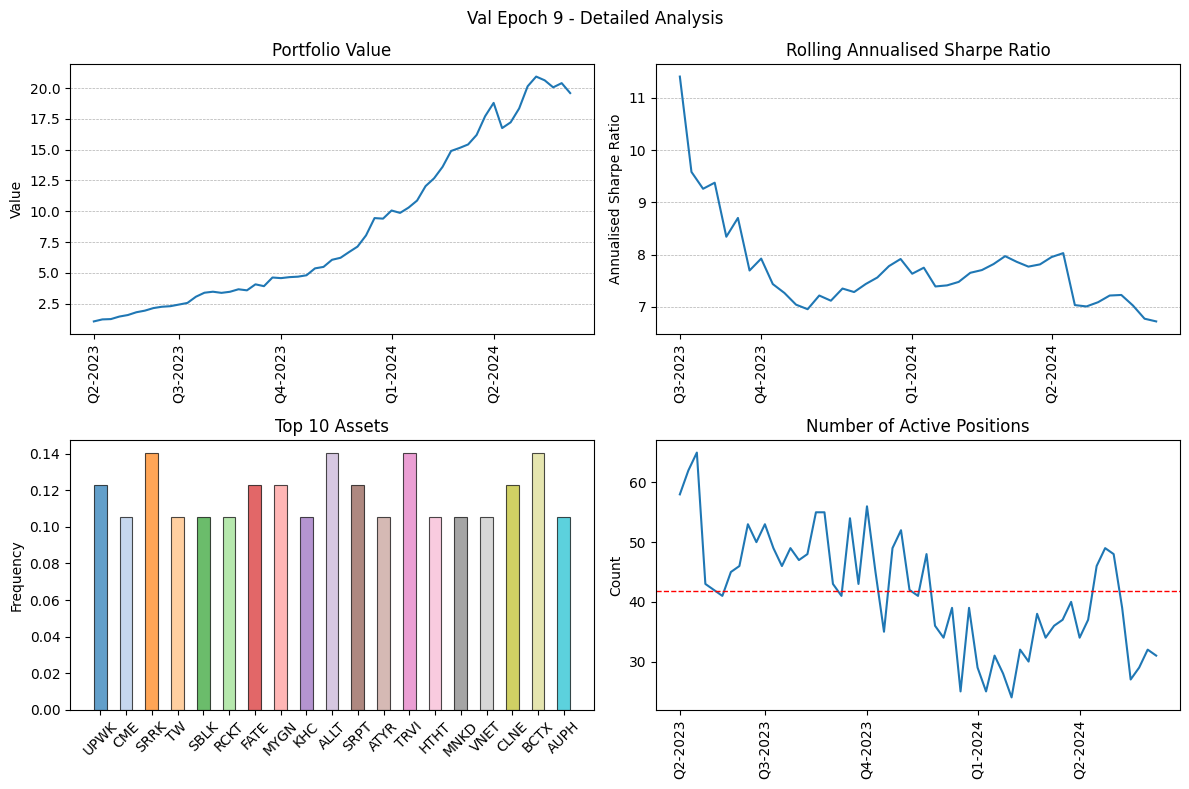 Val Epoch 9 - Detailed Analysis
Portfolio Value
Value
20.0
17.5
15.0
12.5
10.0
7.5
5.0
2.5
Q2-2023
Q3-2023
Q4-2023
Q1-2024
Q2-2024
Rolling Annualised Sharpe Ratio
Annualised Sharpe Ratio
11
10
9
8
7
Q3-2023
Q4-2023
Q1-2024
Q2-2024
Top 10 Assets
Frequency
0.14
0.12
0.10
0.08
0.06
0.04
0.02
0.00
UPWK
CME
SRRK
TW
SBLK
RCKT
FATE
MYGN
KHC
ALLT
SRPT
ATYR
TRVI
HTHT
MNKD
VNET
CLNE
BCTX
AUPH
Number of Active Positions
Count
60
50
40
30
Q2-2023
Q3-2023
Q4-2023
Q1-2024
Q2-2024